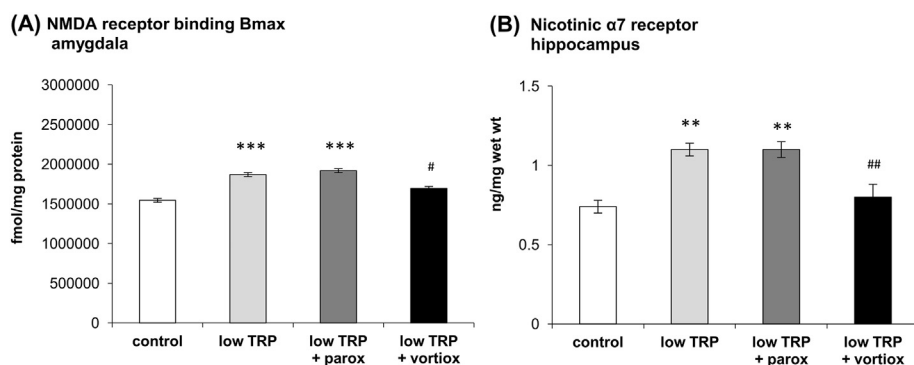 (A) NMDA receptor binding Bmax
amygdala
fmol/mg protein
3000000
2500000
2000000
1500000
1000000
500000
0
***
***
#
control
low TRP
low TRP
+ parox
low TRP
+ vortiox
(B) Nicotinic α7 receptor
hippocampus
ng/mg wet wt
1.5
1
0.5
0
**
**
##
control
low TRP
low TRP
+ parox
low TRP
+ vortiox